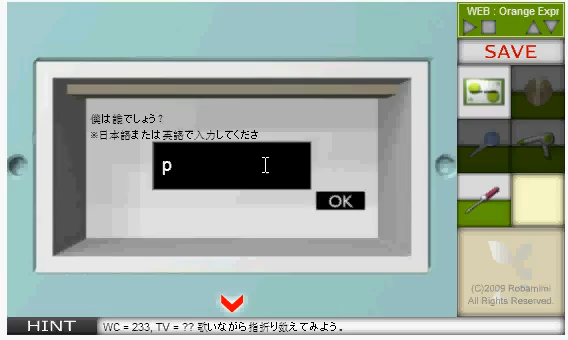 WEB : Orange Expr
SAVE
僕は誰でしょう?
※日本語または英語で入力してくださ
p
OK
(C)2009 Robamimi
All Rights Reserved.
HINT
WC = 233, TV = ?? 歌いながら指折り数えてみよう。